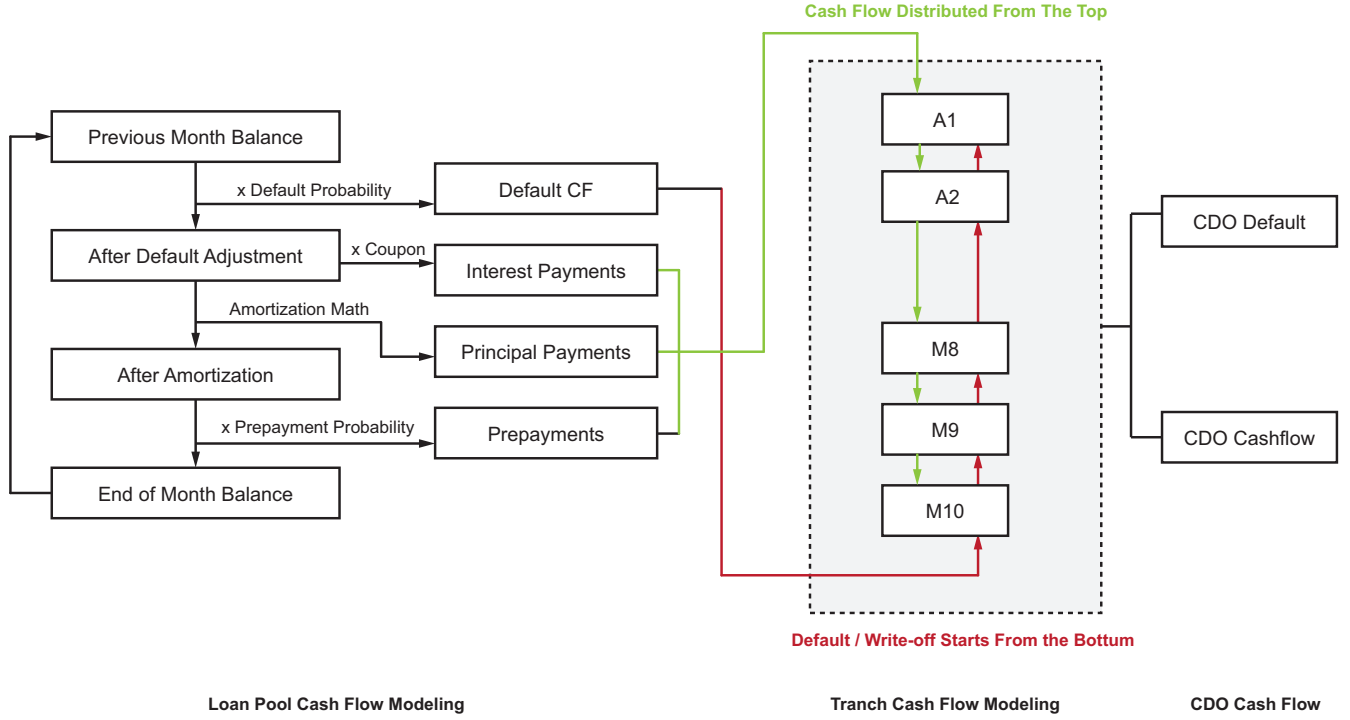 Cash Flow Distributed From The Top
Previous Month Balance
x Default Probability
Default CF
After Default Adjustment
x Coupon
Interest Payments
Amortization Math
Principal Payments
After Amortization
x Prepayment Probability
Prepayments
End of Month Balance
A1
A2
M8
M9
M10
CDO Default
CDO Cashflow
Default / Write-off Starts From the Bottum
Loan Pool Cash Flow Modeling
Tranch Cash Flow Modeling
CDO Cash Flow